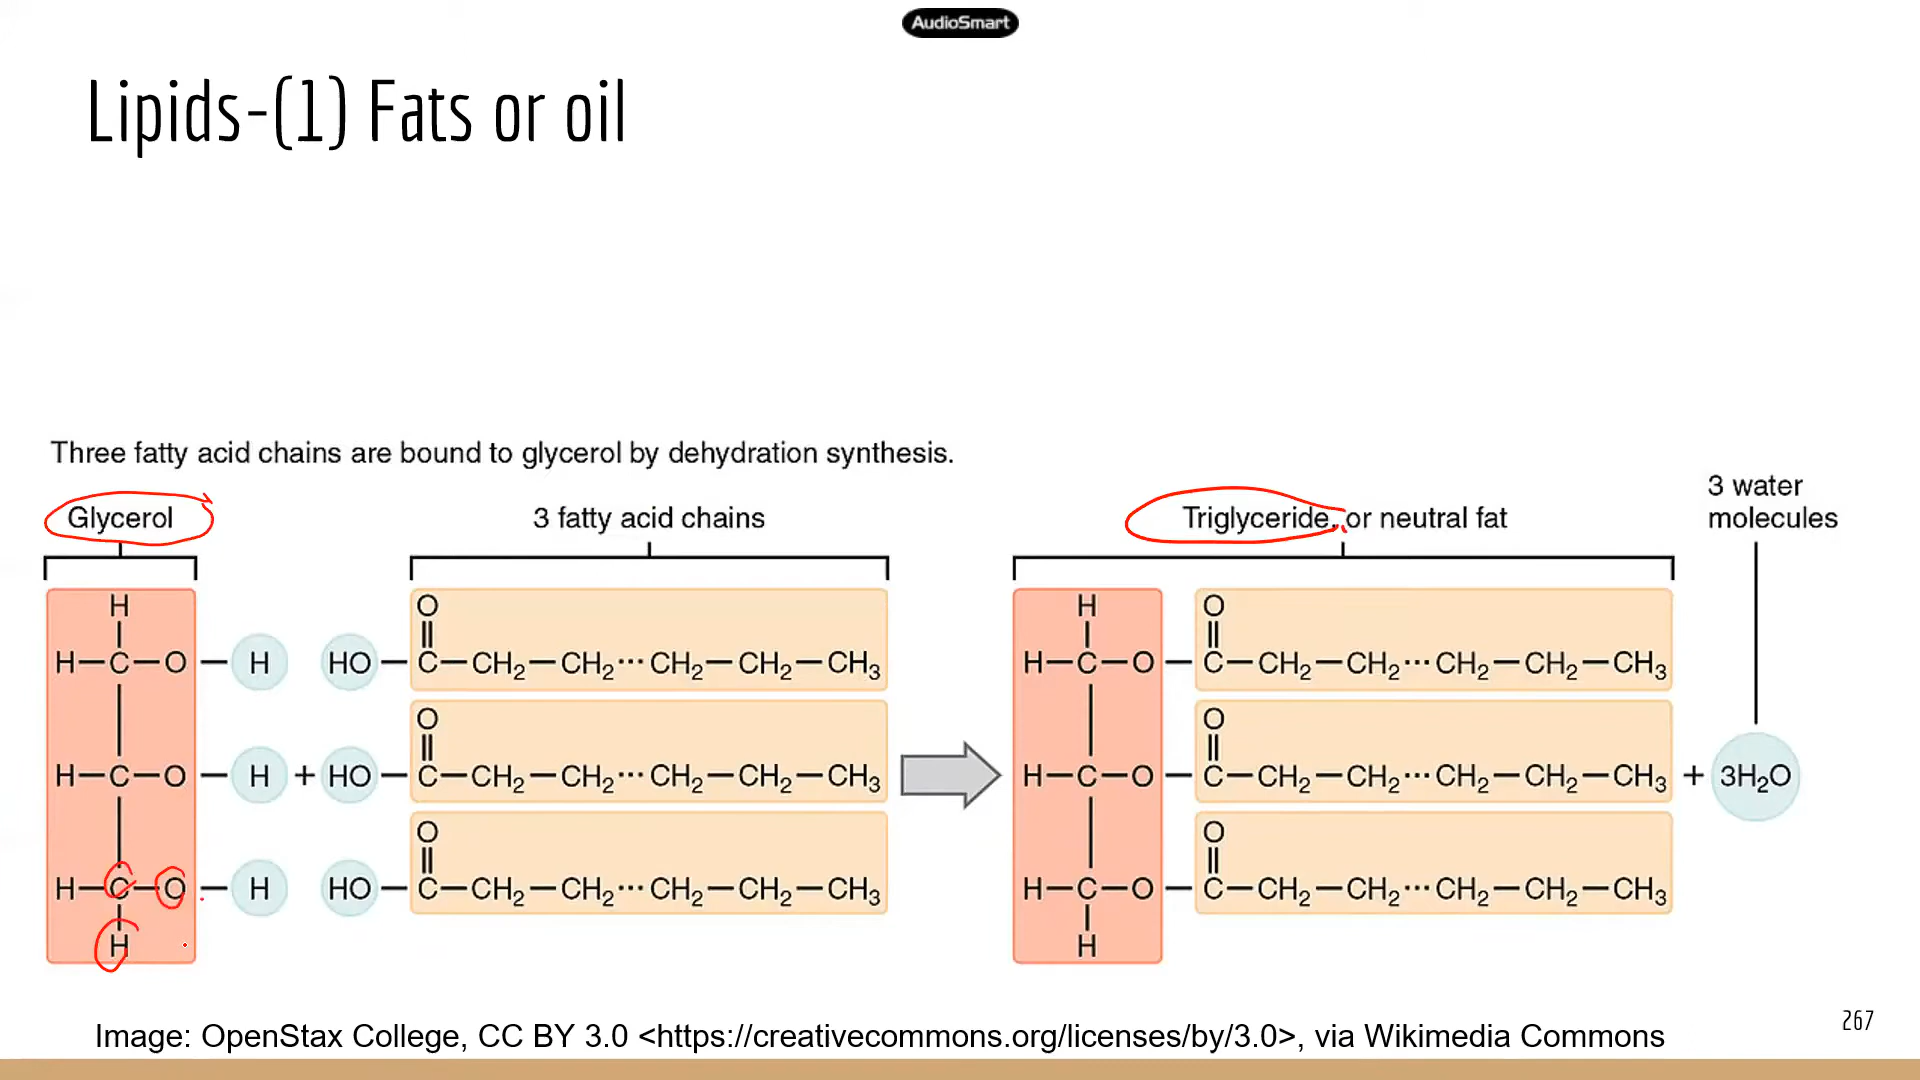 AudioSmart
Lipids-(1) Fats or oil
Three fatty acid chains are bound to glycerol by dehydration synthesis.
Glycerol
3 fatty acid chains
Triglyceride, or neutral fat
3 water
molecules
H
H—C—O—H HO—C—CH₂—CH₂···CH₂—CH₂—CH₃
O
H—C—O—H + HO—C—CH₂—CH₂···CH₂—CH₂—CH₃
O
H—C—O—H HO—C—CH₂—CH₂···CH₂—CH₂—CH₃
O
H
H
H—C—O—C—CH₂—CH₂···CH₂—CH₂—CH₃
O
H—C—O—C—CH₂—CH₂···CH₂—CH₂—CH₃ + 3H₂O
O
H—C—O—C—CH₂—CH₂···CH₂—CH₂—CH₃
O
H
Image: OpenStax College, CC BY 3.0 <https://creativecommons.org/licenses/by/3.0>, via Wikimedia Commons
267